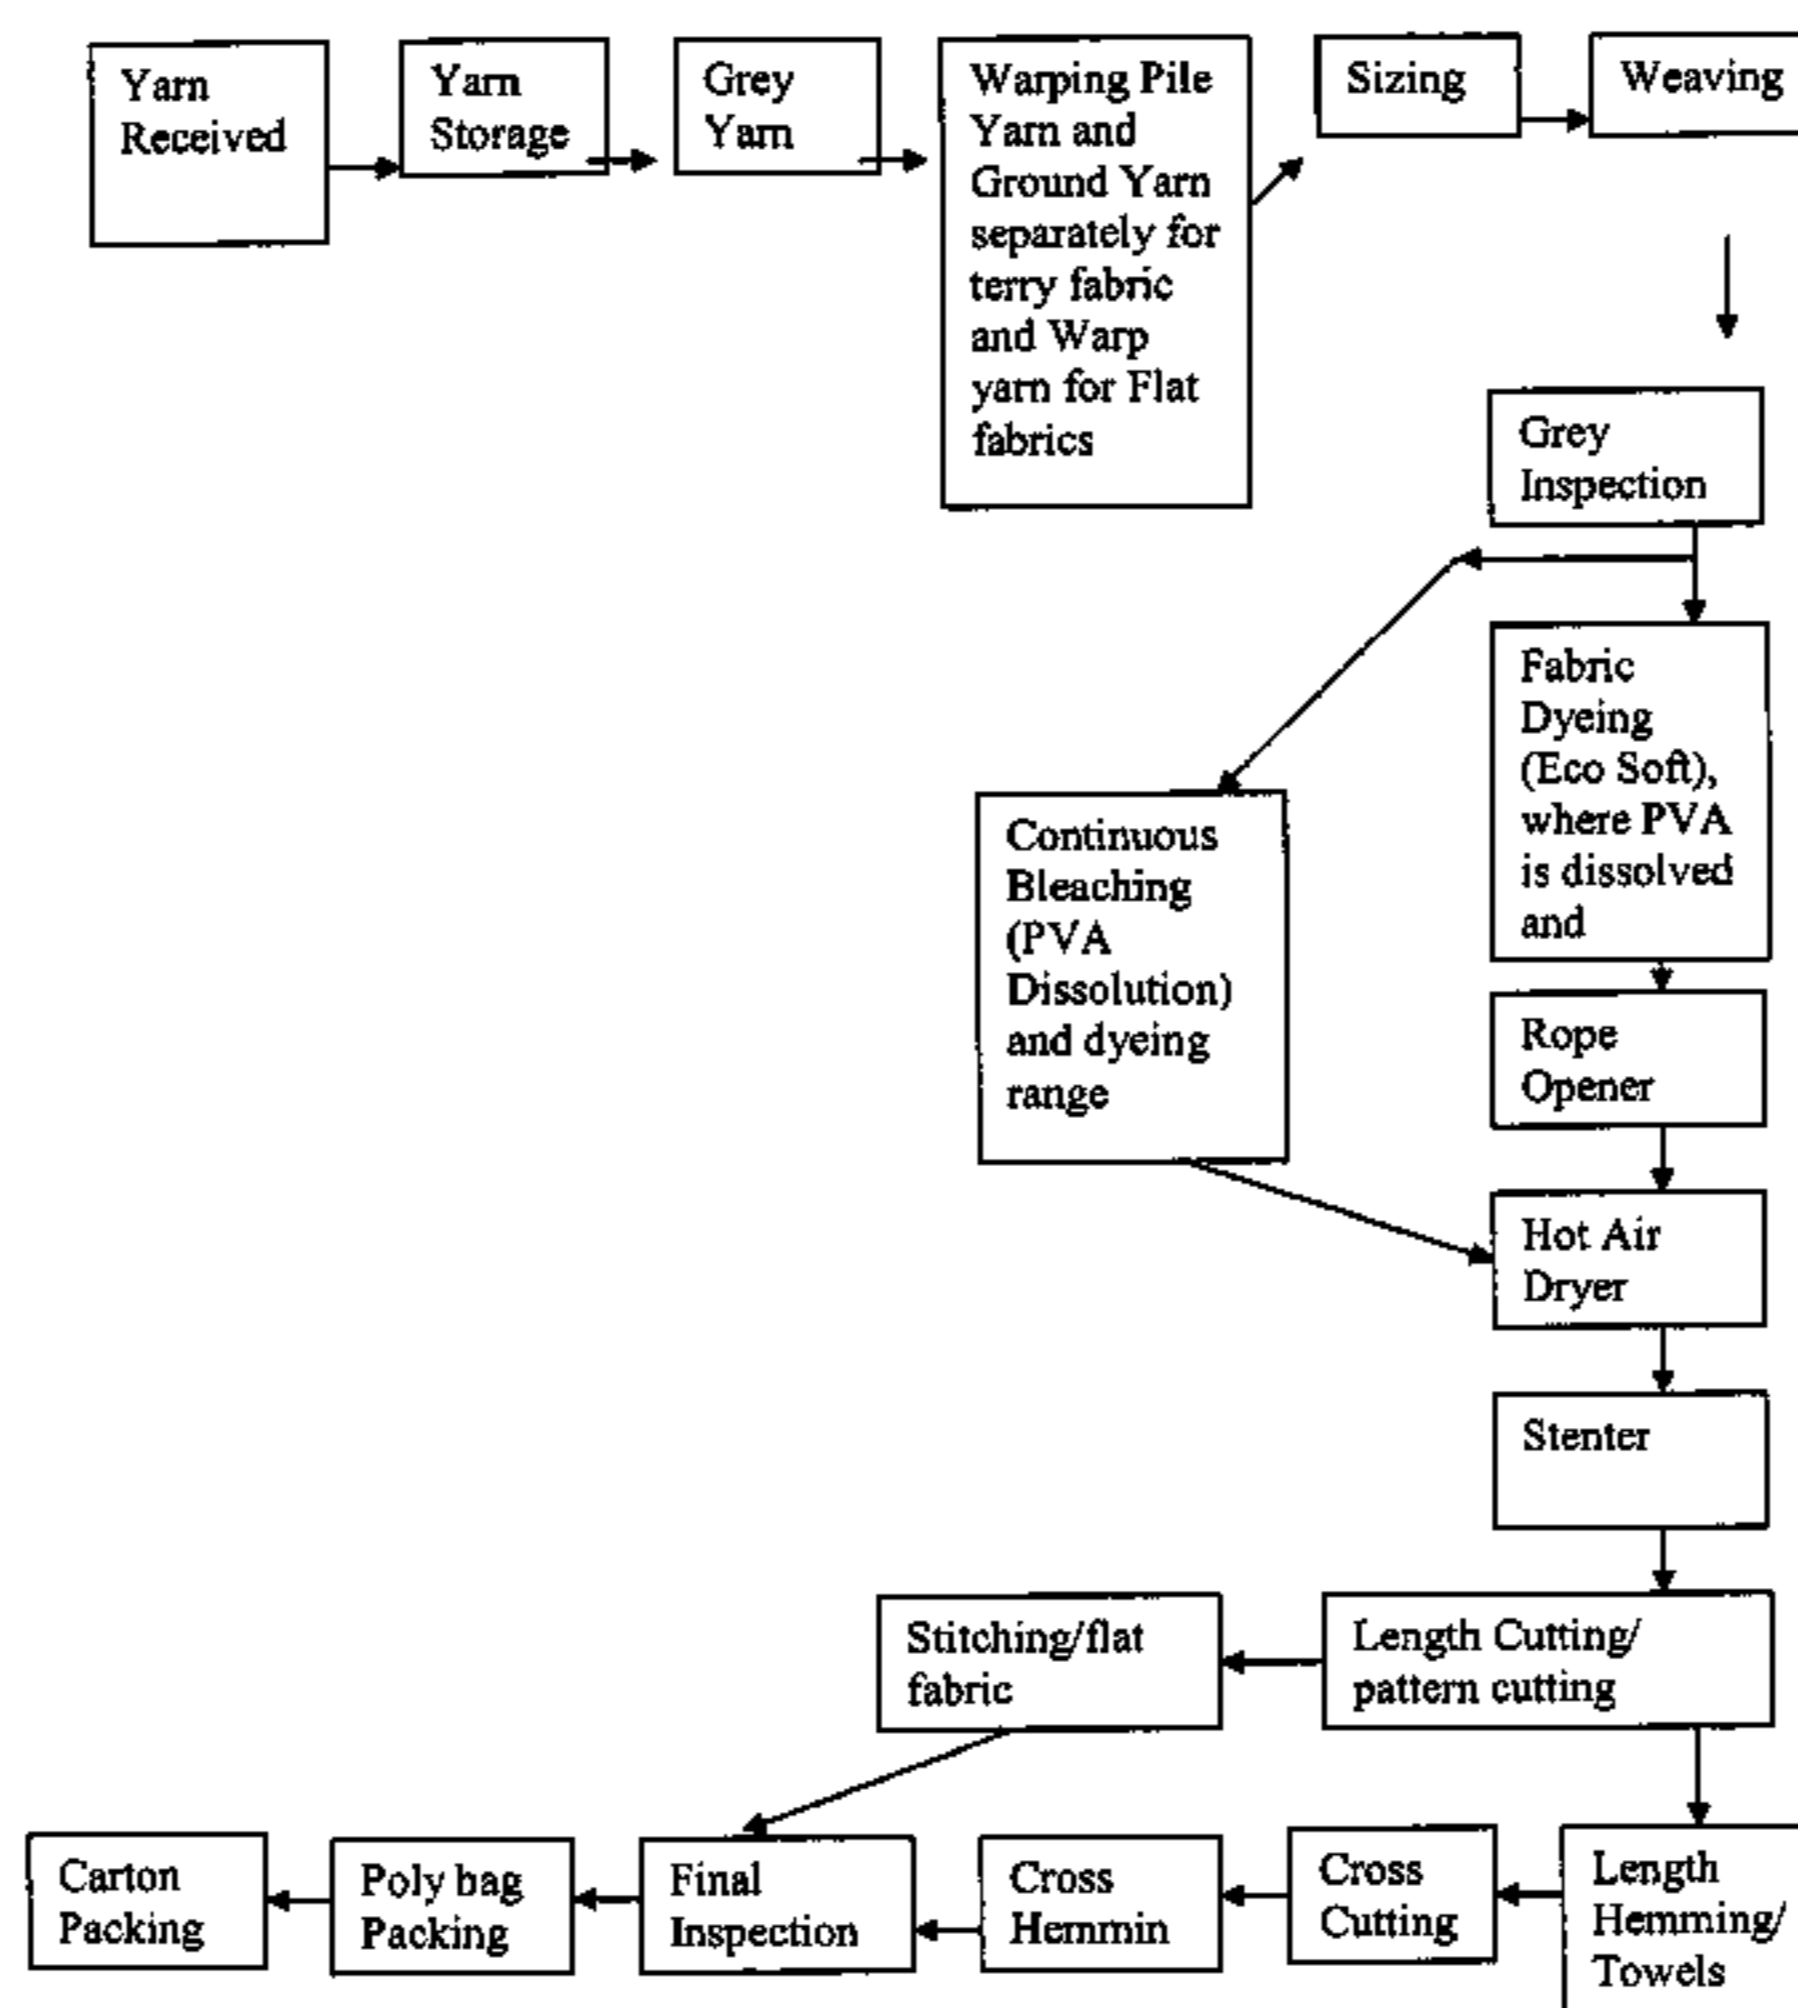 Yarn
Received
Yarn
Storage
Grey
Yarn
Warping Pile
Yarn and
Ground Yarn
separately for
terry fabric
and Warp
yarn for Flat
fabrics
Sizing
Weaving
Grey
Inspection
Fabric
Dyeing
(Eco Soft),
where PVA
is dissolved
and
Continuous
Bleaching
(PVA
Dissolution)
and dyeing
range
Rope
Opener
Hot Air
Dryer
Stenter
Length Cutting/
pattern cutting
Stitching/flat
fabric
Length
Hemming/
Towels
Cross
Cutting
Cross
Hemmin
Final
Inspection
Poly bag
Packing
Carton
Packing